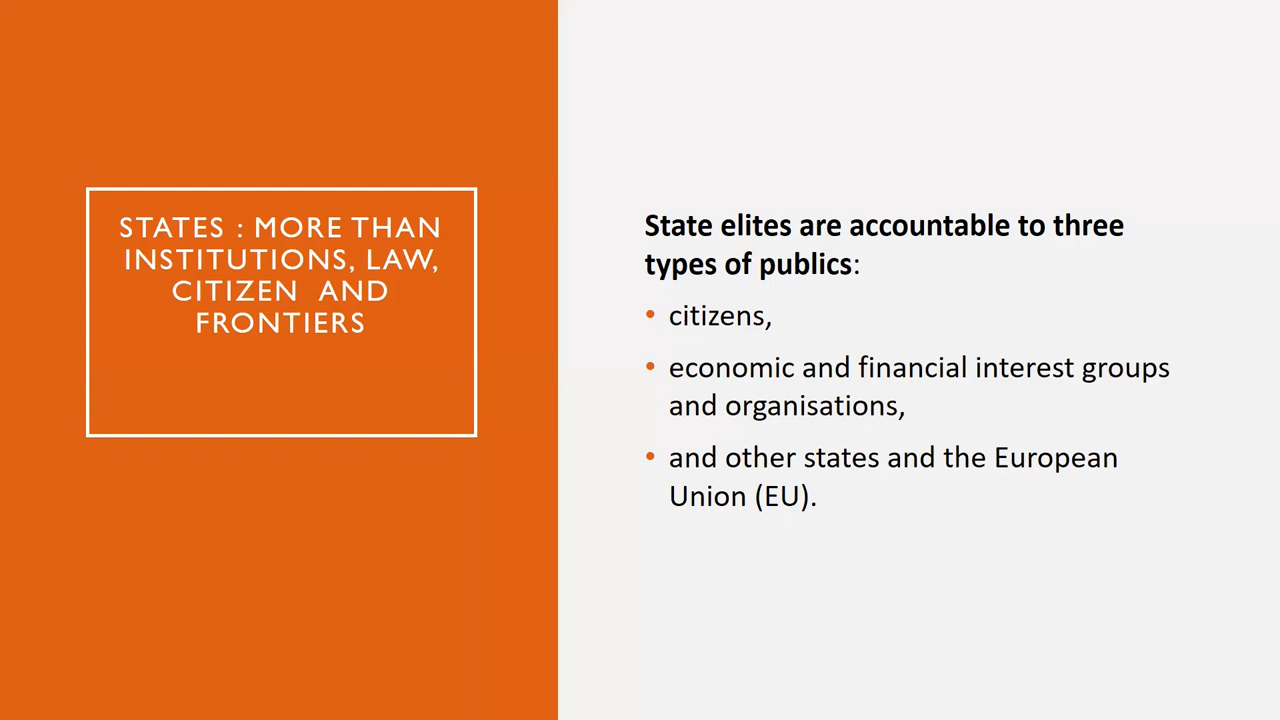 STATES : MORE THAN
INSTITUTIONS, LAW,
CITIZEN AND
FRONTIERS
State elites are accountable to three
types of publics:
• citizens,
• economic and financial interest groups
and organisations,
• and other states and the European
Union (EU).